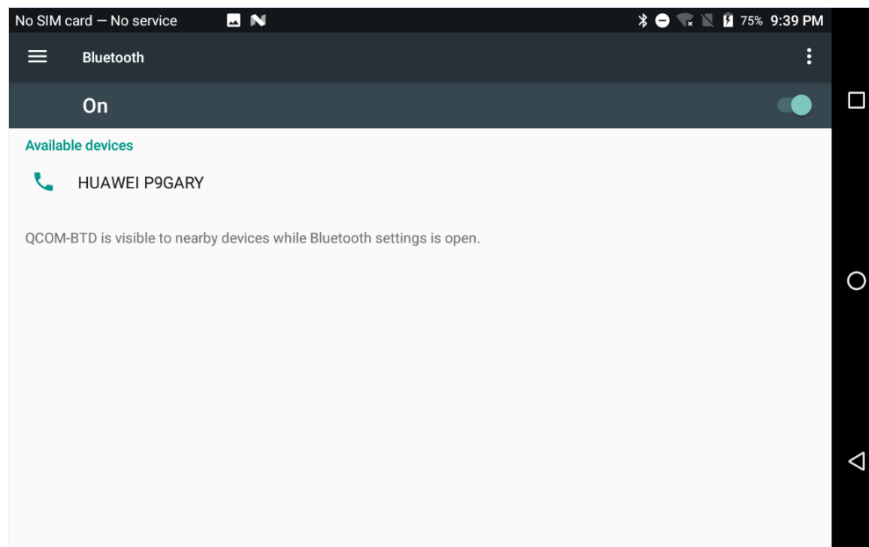 No SIM card — No service 75% 9:39 PM
Bluetooth
On
Available devices
HUAWEI P9GARY
QCOM-BTD is visible to nearby devices while Bluetooth settings is open.